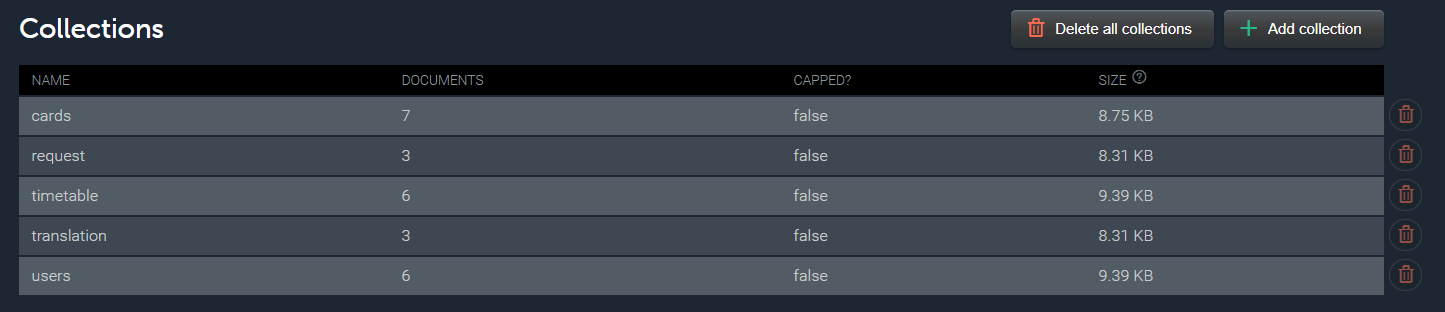 Collections
Delete all collections
Add collection
NAME DOCUMENTS CAPPED? SIZE ?
cards 7 false 8.75 KB
request 3 false 8.31 KB
timetable 6 false 9.39 KB
translation 3 false 8.31 KB
users 6 false 9.39 KB